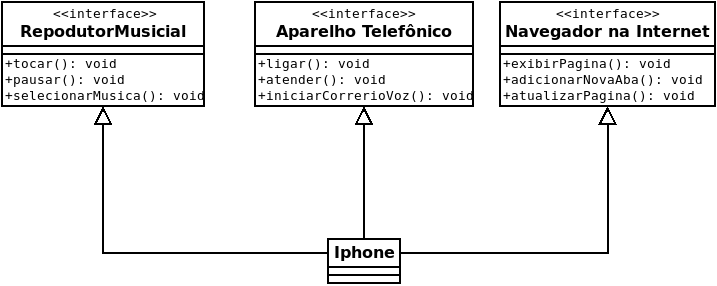 <<interface>>
RepodutorMusicial
+tocar(): void
+pausar(): void
+selecionarMusica(): void
<<interface>>
Aparelho Telefônico
+ligar(): void
+atender(): void
+iniciarCorrerioVoz(): void
<<interface>>
Navegador na Internet
+exibirPagina(): void
+adicionarNovaAba(): void
+atualizarPagina(): void
Iphone